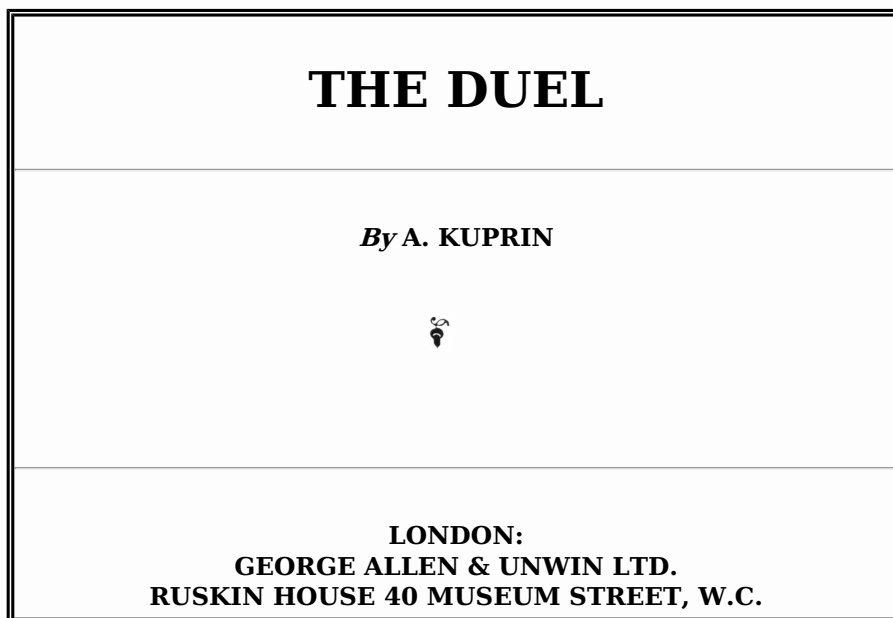 THE DUEL
By A. KUPRIN
LONDON:
GEORGE ALLEN & UNWIN LTD.
RUSKIN HOUSE 40 MUSEUM STREET, W.C.